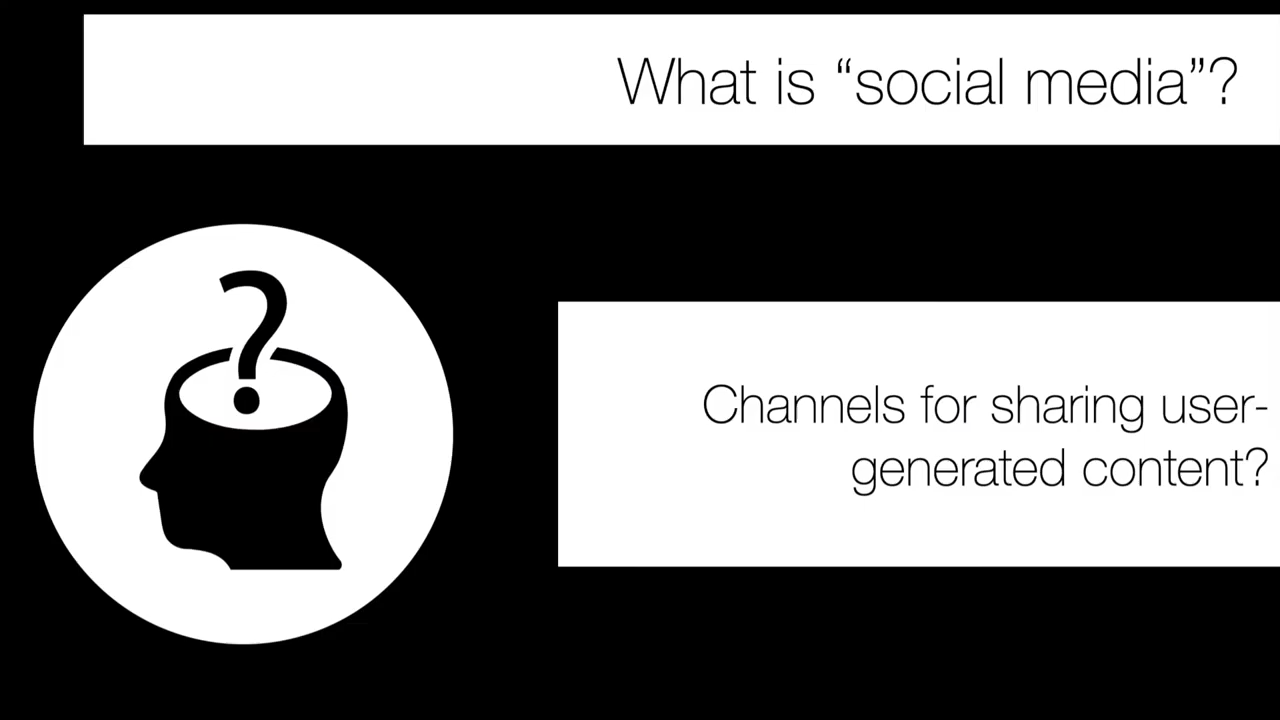 What is “social media”?
?
Channels for sharing user-
generated content?